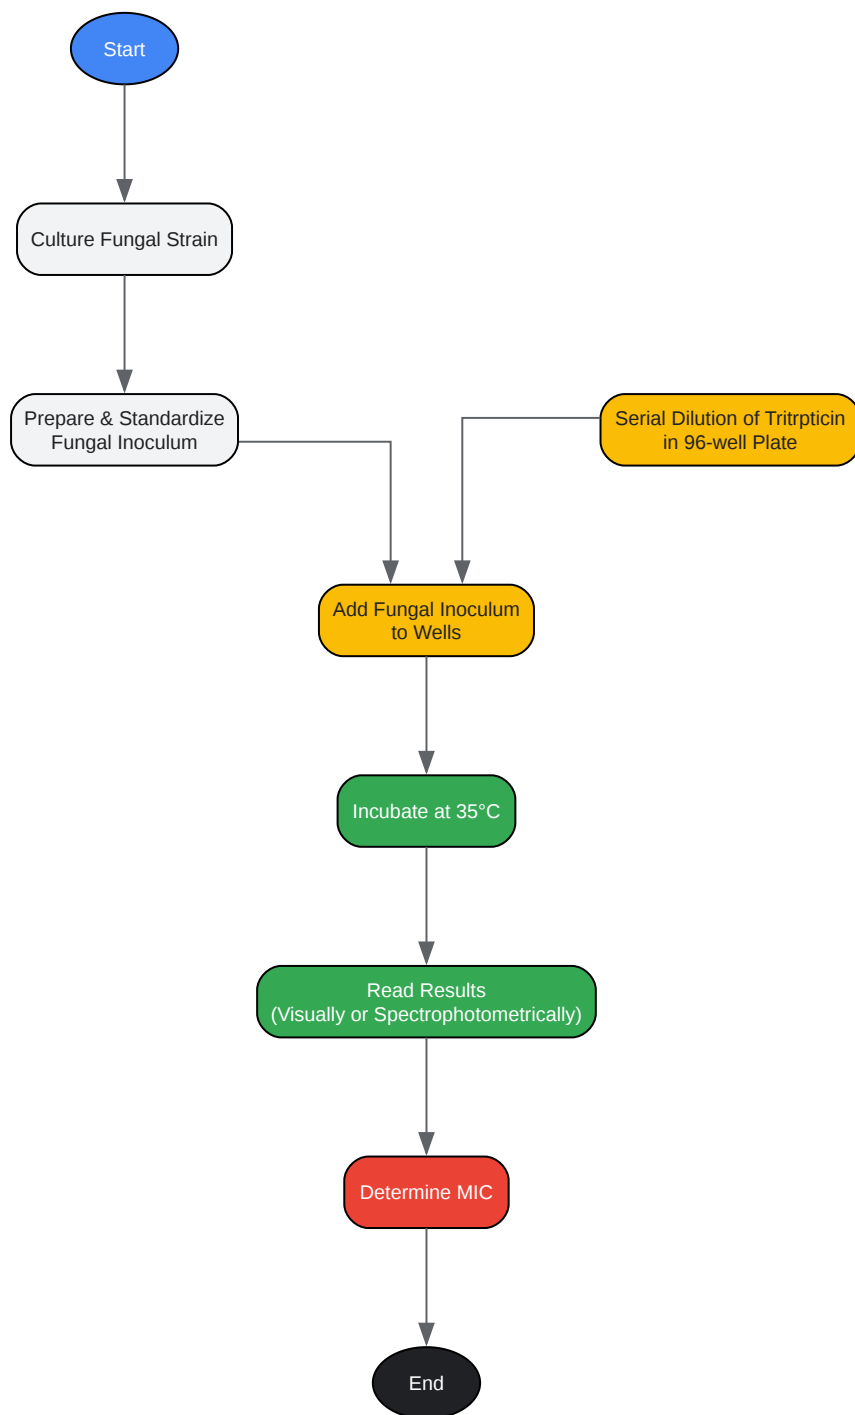 Start
Culture Fungal Strain
Prepare & Standardize
Fungal Inoculum
Serial Dilution of Tritrpticin
in 96-well Plate
Add Fungal Inoculum
to Wells
Incubate at 35°C
Read Results
(Visually or Spectrophotometrically)
Determine MIC
End